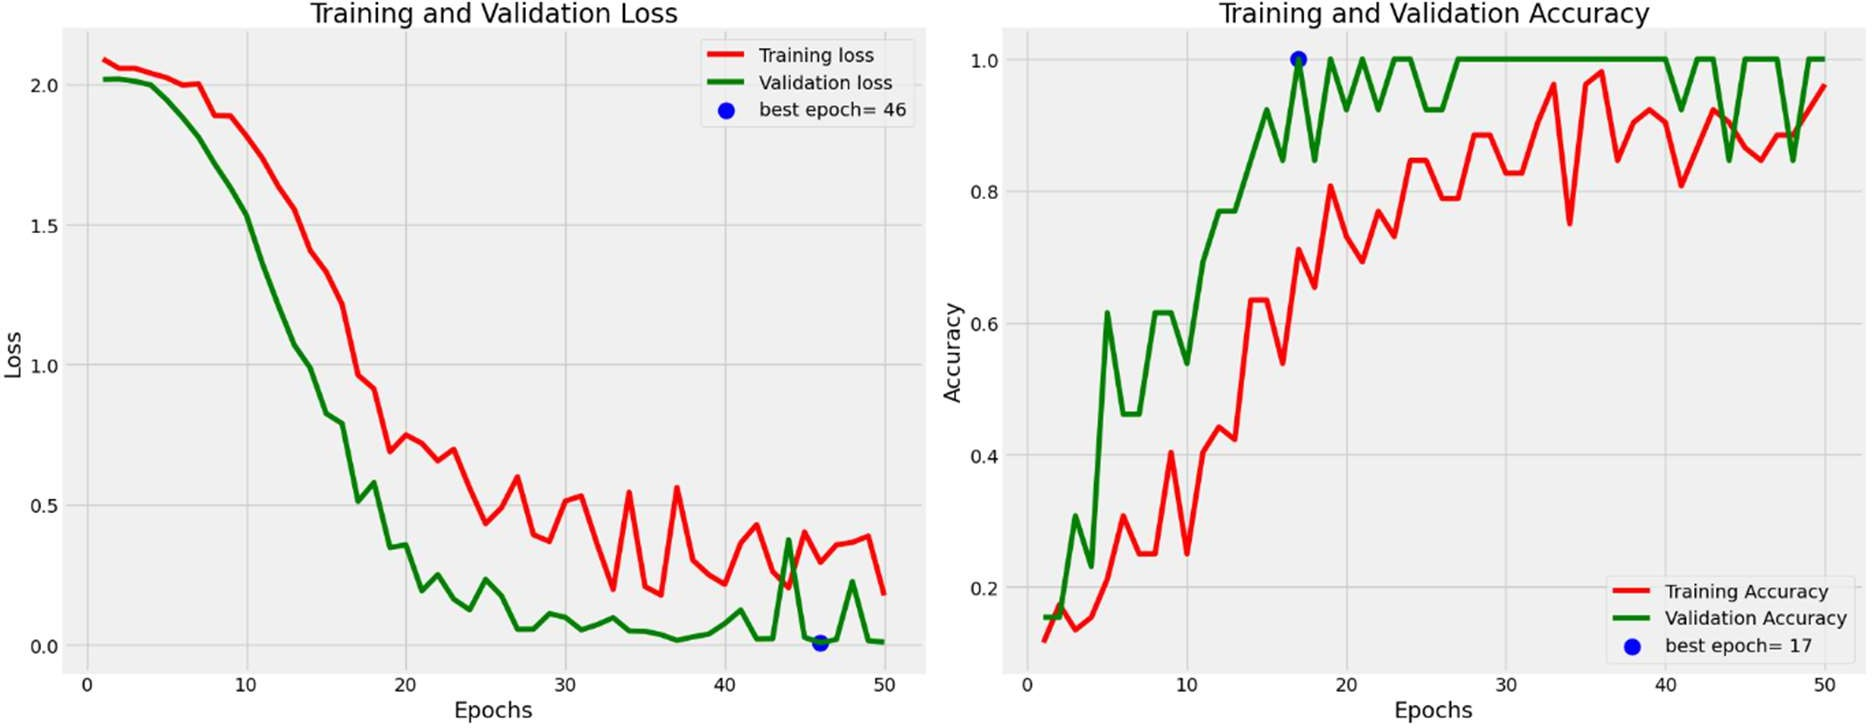 Training and Validation Loss
Training loss
Validation loss
best epoch= 46
2.0
1.5
1.0
0.5
0.0
Loss
0 10 20 30 40 50
Epochs
Training and Validation Accuracy
1.0
0.8
0.6
0.4
0.2
Accuracy
Training Accuracy
Validation Accuracy
best epoch= 17
0 10 20 30 40 50
Epochs